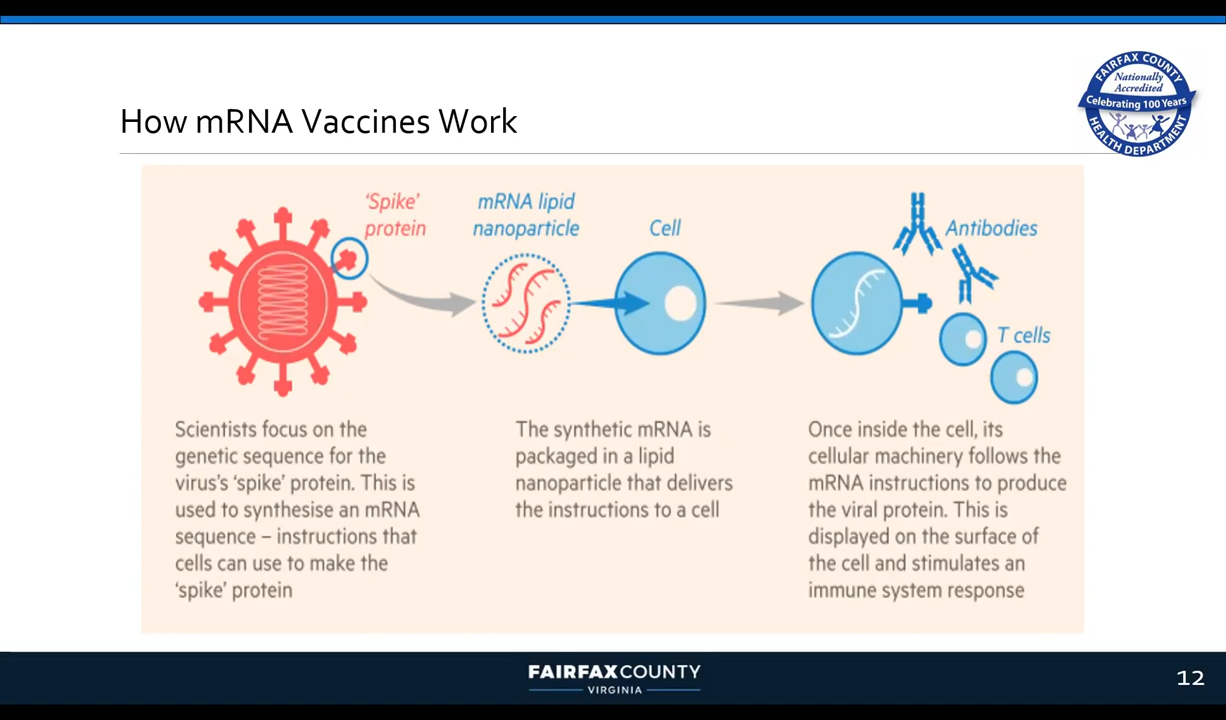 How mRNA Vaccines Work
FAIRFAX COUNTY
Nationally
Accredited
Celebrating 100 Years
HEALTH DEPARTMENT
‘Spike’
protein
mRNA lipid
nanoparticle
Cell
Antibodies
T cells
Scientists focus on the
genetic sequence for the
virus’s ‘spike’ protein. This is
used to synthesise an mRNA
sequence – instructions that
cells can use to make the
‘spike’ protein
The synthetic mRNA is
packaged in a lipid
nanoparticle that delivers
the instructions to a cell
Once inside the cell, its
cellular machinery follows the
mRNA instructions to produce
the viral protein. This is
displayed on the surface of
the cell and stimulates an
immune system response
FAIRFAX COUNTY
VIRGINIA
12